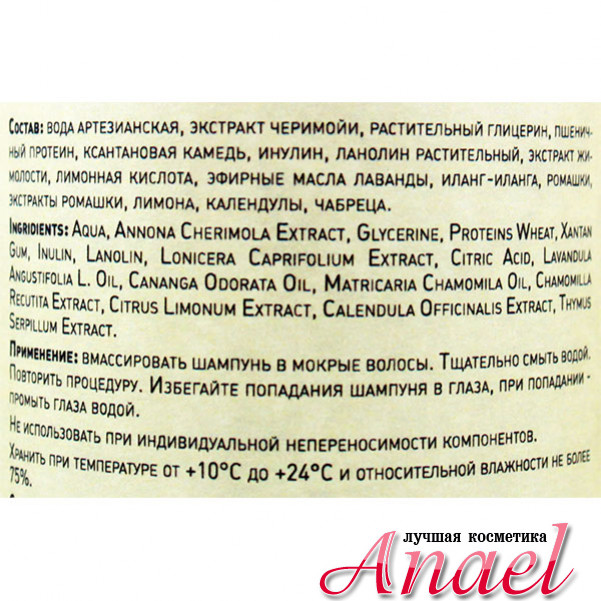 Состав: вода артезианская, экстракт черимойи, растительный глицерин, пшенич-
ный протеин, ксантановая камедь, инулин, ланолин растительный, экстракт жи-
молости, лимонная кислота, эфирные масла лаванды, иланг-иланга, ромашки,
экстракты ромашки, лимона, календулы, чабреца.
Ingridients: Aqua, Annona Cherimola Extract, Glycerine, Proteins Wheat, Xantan
Gum, Inulin, Lanolin, Lonicera Caprifolium Extract, Citric Acid, Lavandula
Angustifolia L. Oil, Cananga Odorata Oil, Matricaria Chamomila Oil, Chamomilla
Recutita Extract, Citrus Limonum Extract, Calendula Officinalis Extract, Thymus
Serpillum Extract.
Применение: вмассировать шампунь в мокрые волосы. Тщательно смыть водой.
Повторить процедуру. Избегайте попадания шампуня в глаза, при попадании -
промыть глаза водой.
Не использовать при индивидуальной непереносимости компонентов.
Хранить при температуре от +10°С до +24°С и относительной влажности не более
75%.
лучшая косметика
Anael